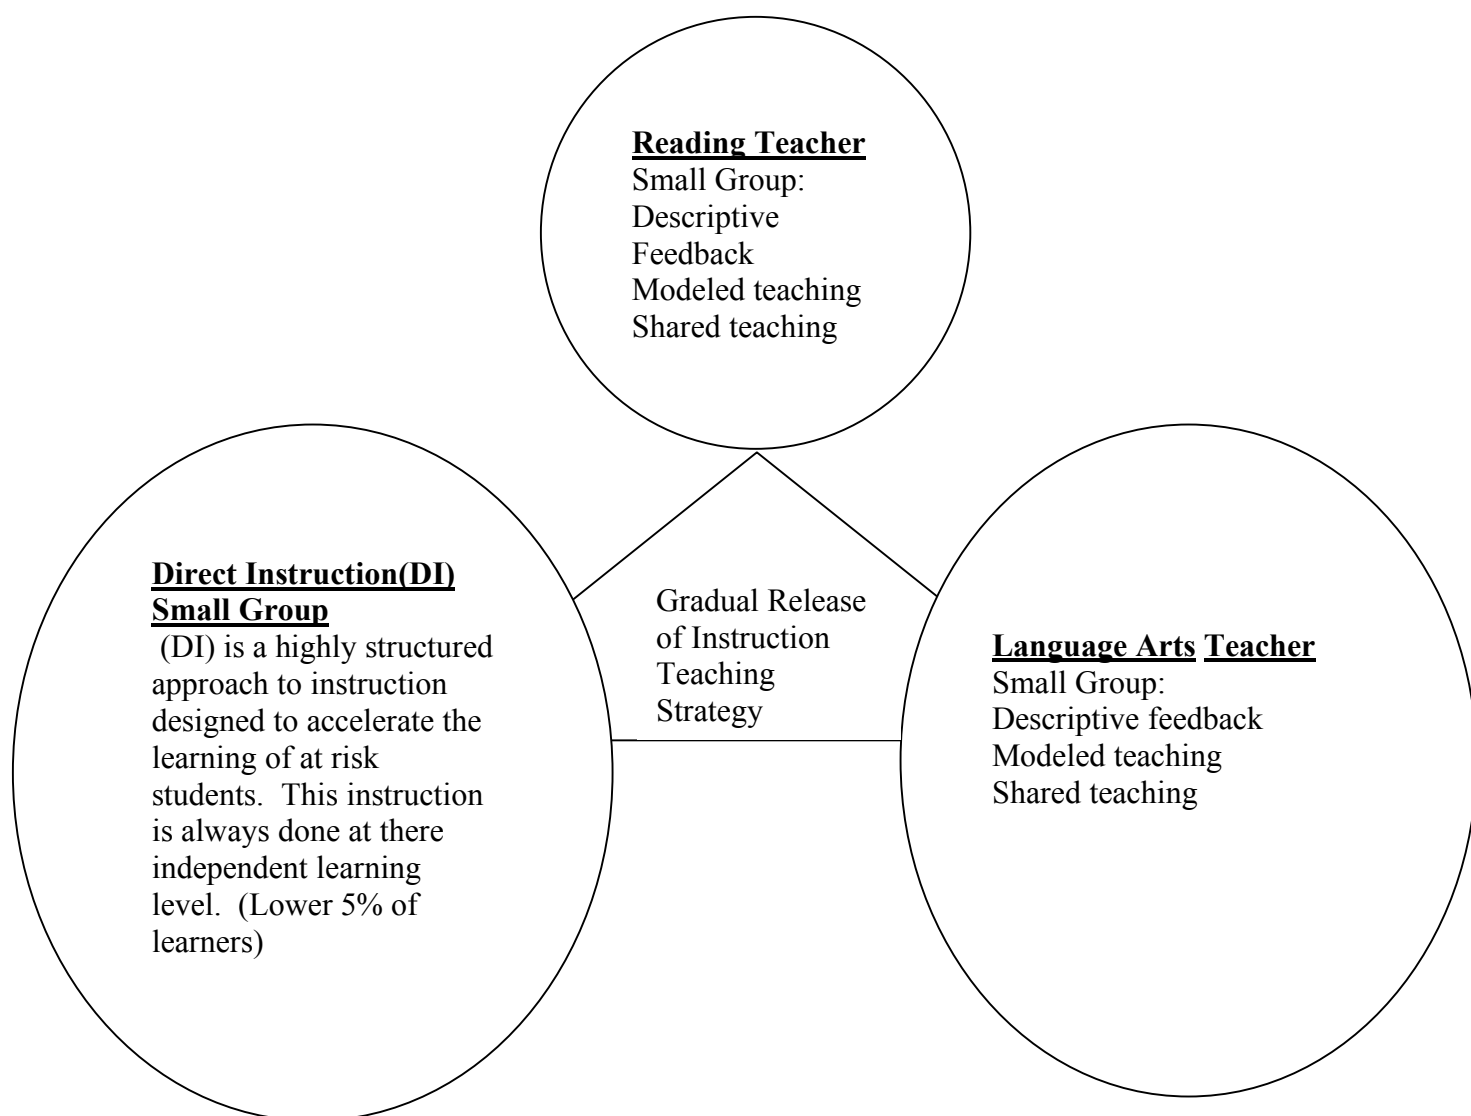 Reading Teacher
Small Group:
Descriptive
Feedback
Modeled teaching
Shared teaching
Direct Instruction(DI)
Small Group
(DI) is a highly structured
approach to instruction
designed to accelerate the
learning of at risk
students.  This instruction
is always done at there
independent learning
level.  (Lower 5% of
learners)
Gradual Release
of Instruction
Teaching
Strategy
Language Arts Teacher
Small Group:
Descriptive feedback
Modeled teaching
Shared teaching